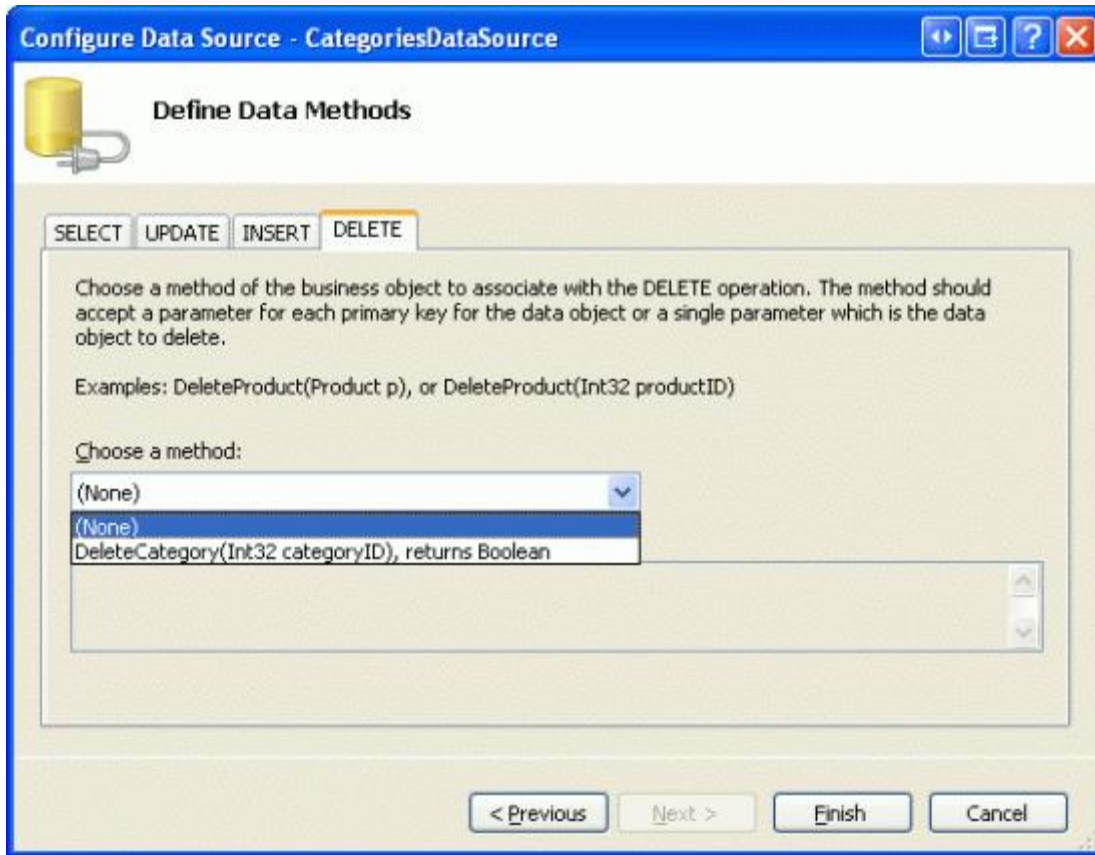 Configure Data Source - CategoriesDataSource
Define Data Methods
SELECT UPDATE INSERT DELETE
Choose a method of the business object to associate with the DELETE operation. The method should
accept a parameter for each primary key for the data object or a single parameter which is the data
object to delete.
Examples: DeleteProduct(Product p), or DeleteProduct(Int32 productID)
Choose a method:
(None)
(None)
DeleteCategory(Int32 categoryID), returns Boolean
< Previous Next > Finish Cancel